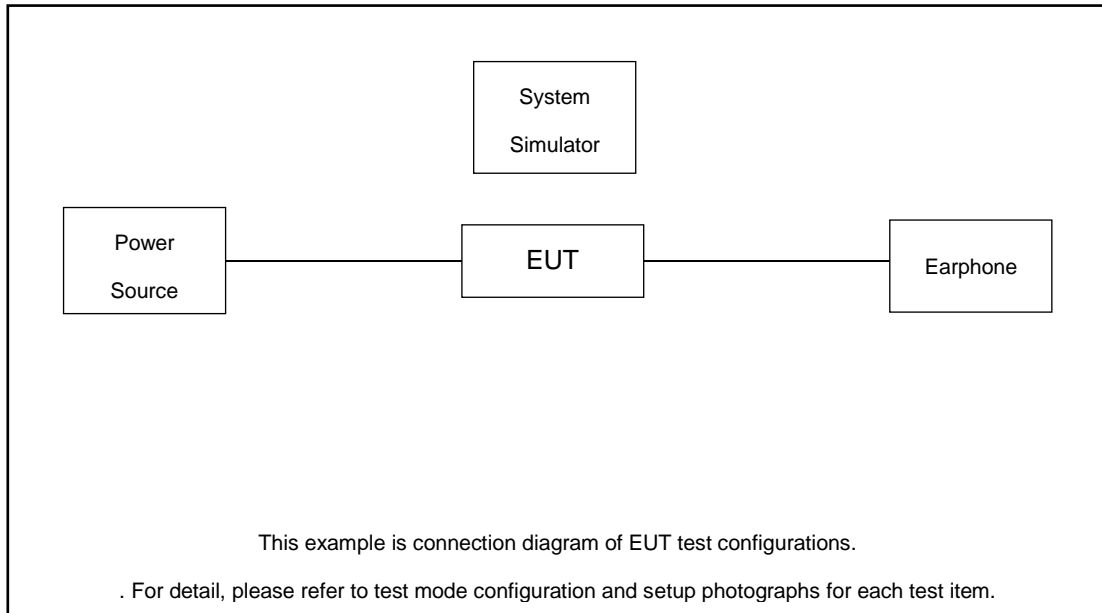 System
Simulator
Power
Source
EUT
Earphone
This example is connection diagram of EUT test configurations.
. For detail, please refer to test mode configuration and setup photographs for each test item.